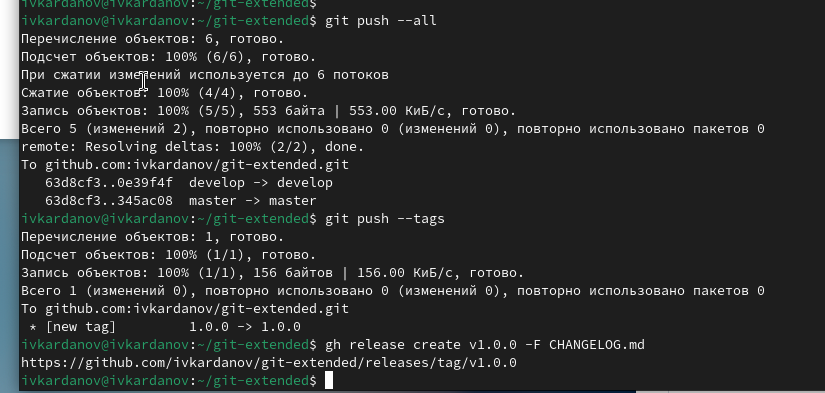 ivkardanov@ivkardanov:~/git-extended$
ivkardanov@ivkardanov:~/git-extended$ git push --all
Перечисление объектов: 6, готово.
Подсчет объектов: 100% (6/6), готово.
При сжатии изменений используется до 6 потоков
Сжатие объектов: 100% (4/4), готово.
Запись объектов: 100% (5/5), 553 байта | 553.00 КиБ/с, готово.
Всего 5 (изменений 2), повторно использовано 0 (изменений 0), повторно использовано пакетов 0
remote: Resolving deltas: 100% (2/2), done.
To github.com:ivkardanov/git-extended.git
   63d8cf3..0e39f4f  develop -> develop
   63d8cf3..345ac08  master -> master
ivkardanov@ivkardanov:~/git-extended$ git push --tags
Перечисление объектов: 1, готово.
Подсчет объектов: 100% (1/1), готово.
Запись объектов: 100% (1/1), 156 байтов | 156.00 КиБ/с, готово.
Всего 1 (изменений 0), повторно использовано 0 (изменений 0), повторно использовано пакетов 0
To github.com:ivkardanov/git-extended.git
 * [new tag]         1.0.0 -> 1.0.0
ivkardanov@ivkardanov:~/git-extended$ gh release create v1.0.0 -F CHANGELOG.md
https://github.com/ivkardanov/git-extended/releases/tag/v1.0.0
ivkardanov@ivkardanov:~/git-extended$